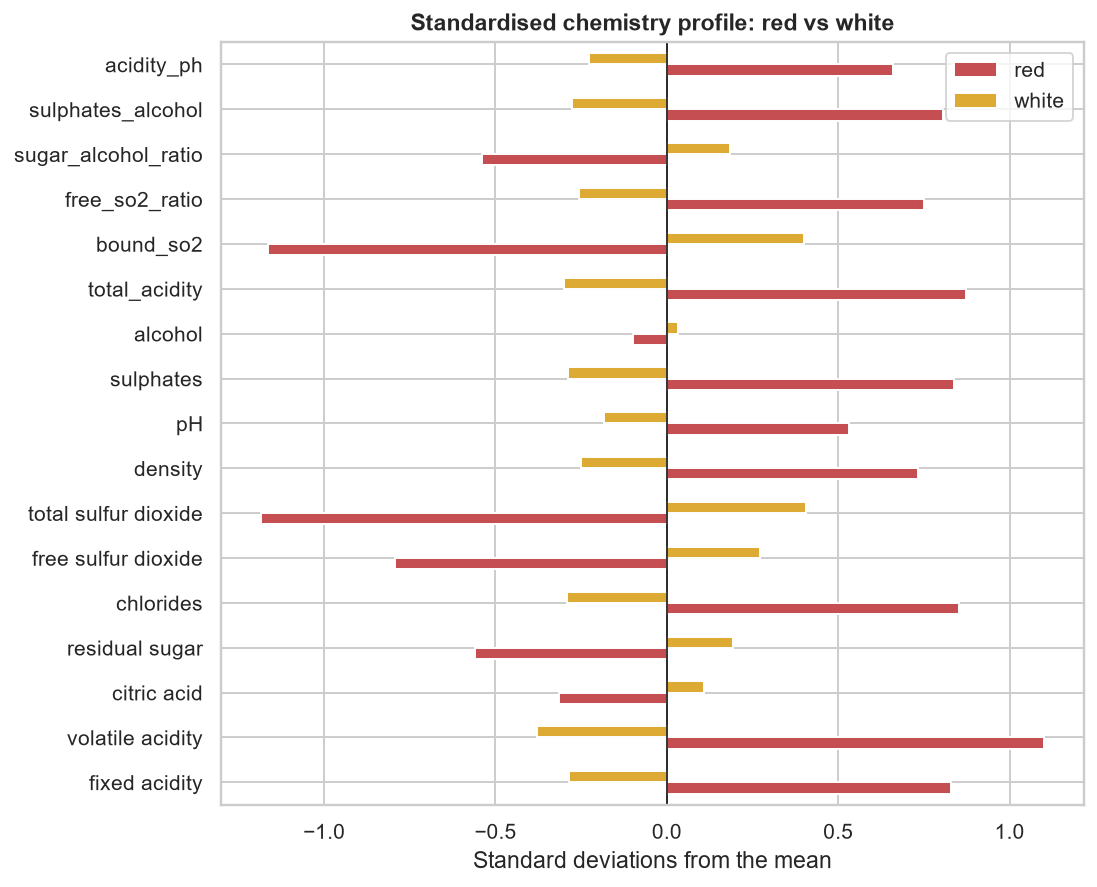 Standardised chemistry profile: red vs white
red
white
acidity_ph
sulphates_alcohol
sugar_alcohol_ratio
free_so2_ratio
bound_so2
total_acidity
alcohol
sulphates
pH
density
total sulfur dioxide
free sulfur dioxide
chlorides
residual sugar
citric acid
volatile acidity
fixed acidity
−1.0 −0.5 0.0 0.5 1.0
Standard deviations from the mean